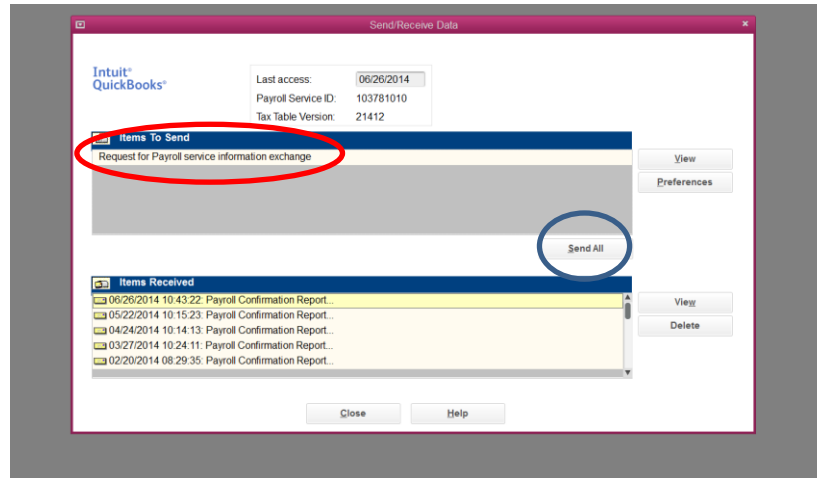 Send/Receive Data
Intuit®
QuickBooks®
Last access: 06/26/2014
Payroll Service ID: 103781010
Tax Table Version: 21412
Items To Send
Request for Payroll service information exchange
View
Preferences
Send All
Items Received
06/26/2014 10:43:22: Payroll Confirmation Report...
05/22/2014 10:15:23: Payroll Confirmation Report...
04/24/2014 10:14:13: Payroll Confirmation Report...
03/27/2014 10:24:11: Payroll Confirmation Report...
02/20/2014 08:29:35: Payroll Confirmation Report...
View
Delete
Close Help